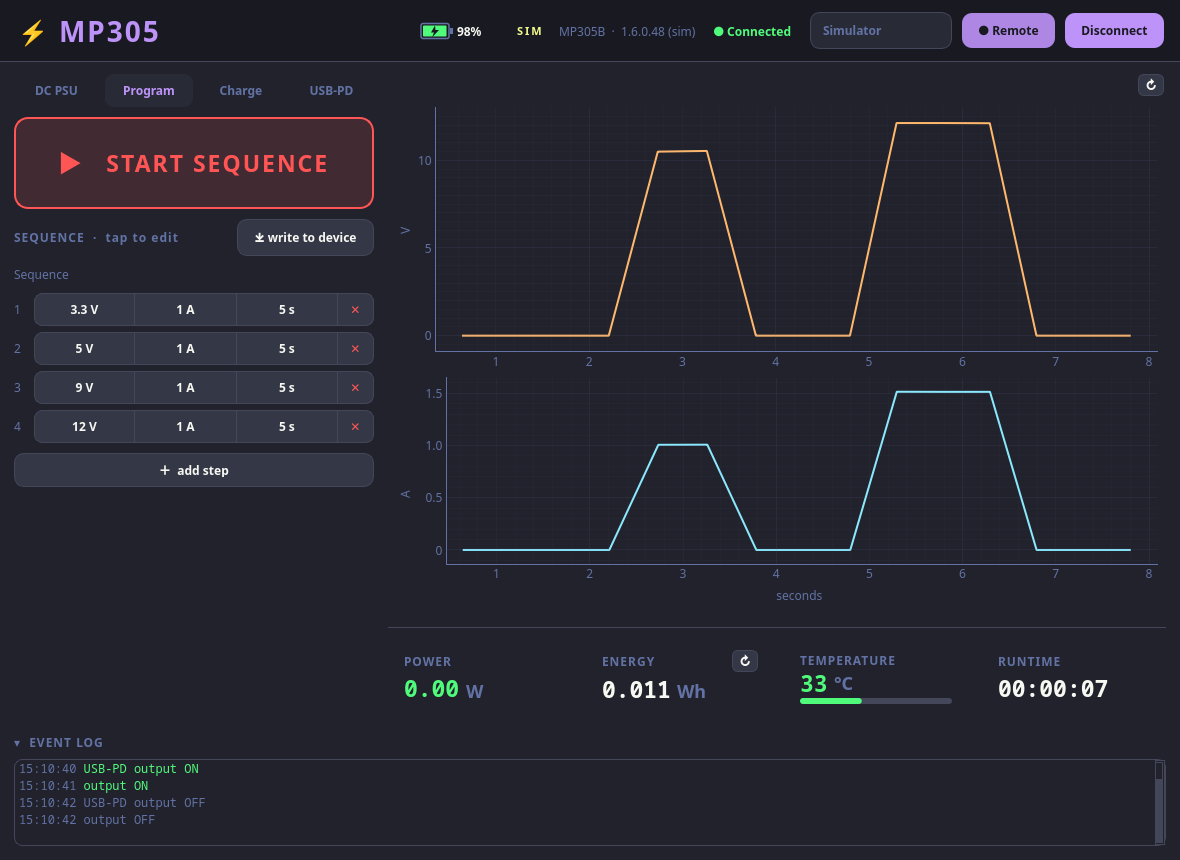 ⚡ MP305
98%
SIM
MP305B · 1.6.0.48 (sim)
● Connected
Simulator
● Remote
Disconnect
DC PSU
Program
Charge
USB-PD
▶ START SEQUENCE
SEQUENCE · tap to edit
write to device
Sequence
1 3.3 V 1 A 5 s ✕
2 5 V 1 A 5 s ✕
3 9 V 1 A 5 s ✕
4 12 V 1 A 5 s ✕
+ add step
10
V
5
0
1 2 3 4 5 6 7 8
1.5
1.0
A
0.5
0
1 2 3 4 5 6 7 8
seconds
POWER
0.00 W
ENERGY
0.011 Wh
TEMPERATURE
33 °C
RUNTIME
00:00:07
▾ EVENT LOG
15:10:40 USB-PD output ON
15:10:41 output ON
15:10:42 USB-PD output OFF
15:10:42 output OFF